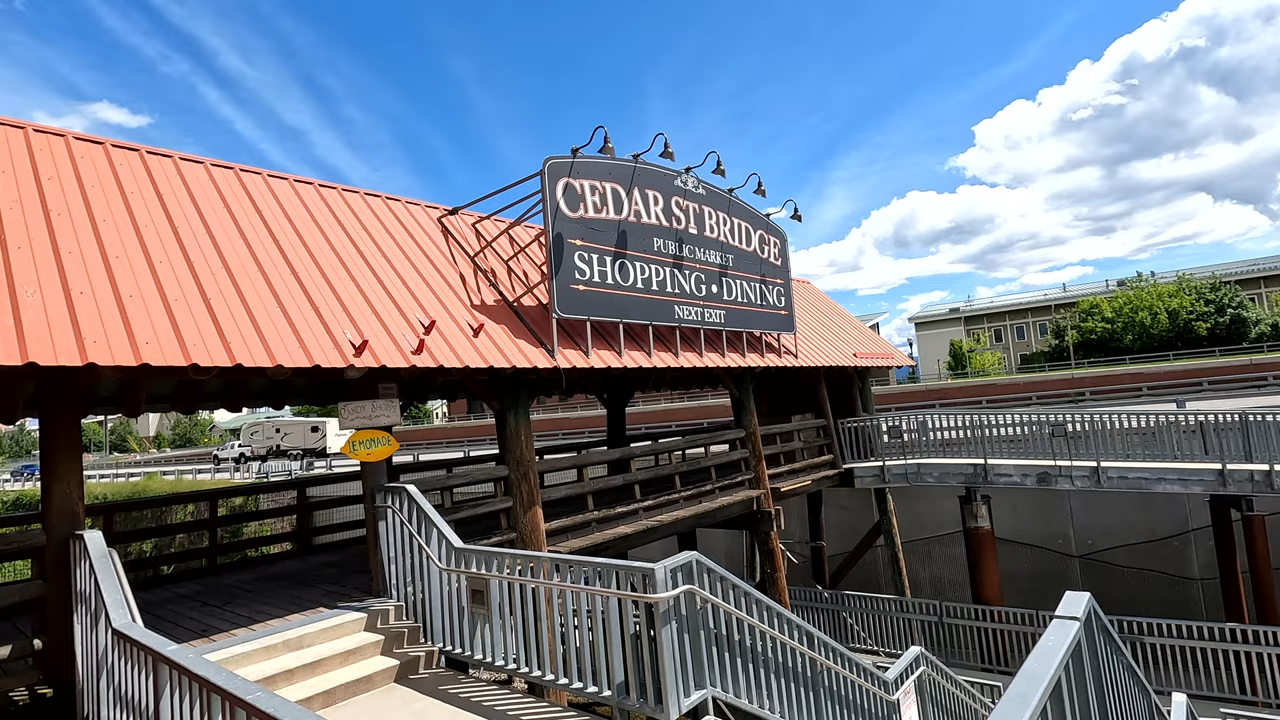 CEDAR ST BRIDGE
PUBLIC MARKET
SHOPPING • DINING
NEXT EXIT
CANDY SHOPPE
LEMONADE